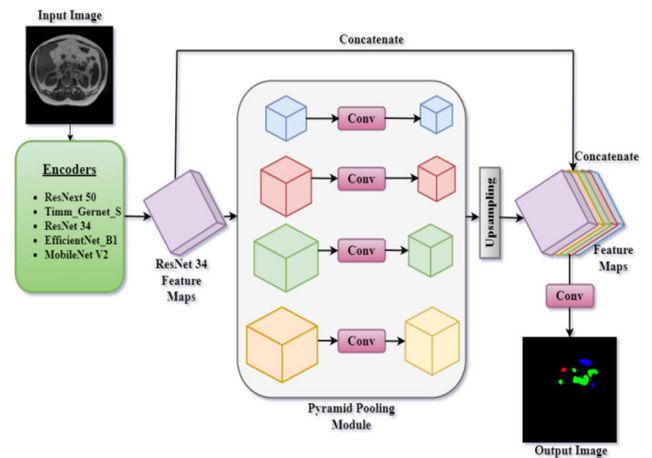 Input Image
Concatenate
Encoders
• ResNext 50
• Timm_Gernet_S
• ResNet 34
• EfficientNet_B1
• MobileNet V2
ResNet 34
Feature
Maps
Conv
Conv
Conv
Conv
Pyramid Pooling
Module
Upsampling
Concatenate
Feature
Maps
Conv
Output Image